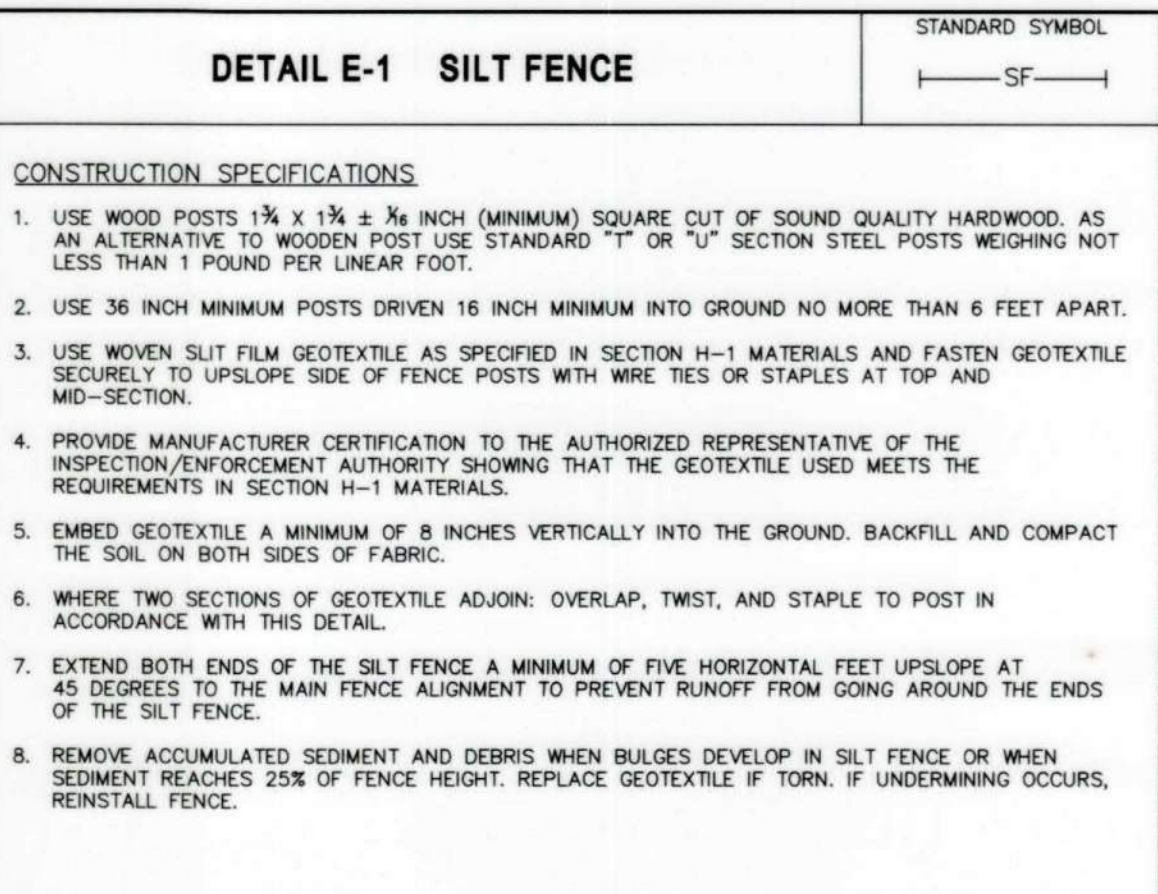 STANDARD SYMBOL
DETAIL E-1 SILT FENCE
SF
CONSTRUCTION SPECIFICATIONS
1. USE WOOD POSTS 1¾ X 1¾ ± 1/16 INCH (MINIMUM) SQUARE CUT OF SOUND QUALITY HARDWOOD. AS
AN ALTERNATIVE TO WOODEN POST USE STANDARD "T" OR "U" SECTION STEEL POSTS WEIGHING NOT
LESS THAN 1 POUND PER LINEAR FOOT.
2. USE 36 INCH MINIMUM POSTS DRIVEN 16 INCH MINIMUM INTO GROUND NO MORE THAN 6 FEET APART.
3. USE WOVEN SLIT FILM GEOTEXTILE AS SPECIFIED IN SECTION H-1 MATERIALS AND FASTEN GEOTEXTILE
SECURELY TO UPSLOPE SIDE OF FENCE POSTS WITH WIRE TIES OR STAPLES AT TOP AND
MID-SECTION.
4. PROVIDE MANUFACTURER CERTIFICATION TO THE AUTHORIZED REPRESENTATIVE OF THE
INSPECTION/ENFORCEMENT AUTHORITY SHOWING THAT THE GEOTEXTILE USED MEETS THE
REQUIREMENTS IN SECTION H-1 MATERIALS.
5. EMBED GEOTEXTILE A MINIMUM OF 8 INCHES VERTICALLY INTO THE GROUND. BACKFILL AND COMPACT
THE SOIL ON BOTH SIDES OF FABRIC.
6. WHERE TWO SECTIONS OF GEOTEXTILE ADJOIN: OVERLAP, TWIST, AND STAPLE TO POST IN
ACCORDANCE WITH THIS DETAIL.
7. EXTEND BOTH ENDS OF THE SILT FENCE A MINIMUM OF FIVE HORIZONTAL FEET UPSLOPE AT
45 DEGREES TO THE MAIN FENCE ALIGNMENT TO PREVENT RUNOFF FROM GOING AROUND THE ENDS
OF THE SILT FENCE.
8. REMOVE ACCUMULATED SEDIMENT AND DEBRIS WHEN BULGES DEVELOP IN SILT FENCE OR WHEN
SEDIMENT REACHES 25% OF FENCE HEIGHT. REPLACE GEOTEXTILE IF TORN. IF UNDERMINING OCCURS,
REINSTALL FENCE.